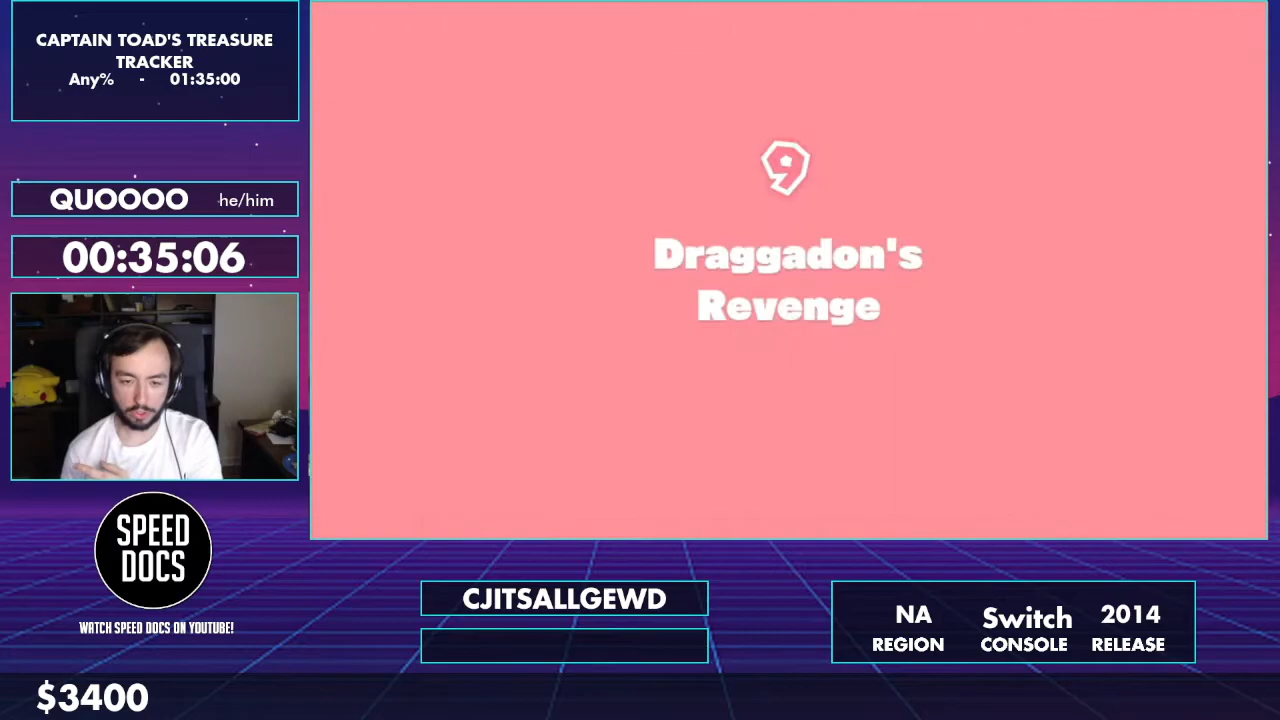 CAPTAIN TOAD'S TREASURE
TRACKER
Any% - 01:35:00
QUOOOO he/him
00:35:06
SPEED
DOCS
WATCH SPEED DOCS ON YOUTUBE!
9
Draggadon's
Revenge
CJITSALLGEWD
NA Switch 2014
REGION CONSOLE RELEASE
$3400